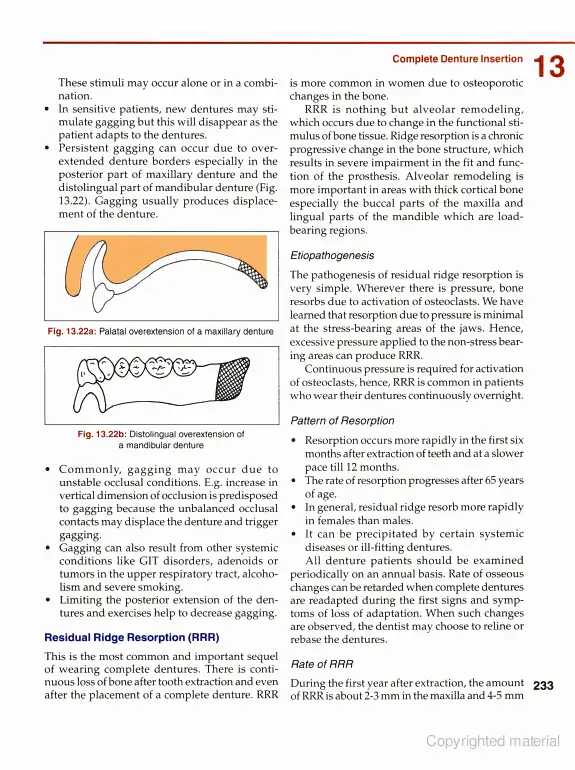 Complete Denture Insertion
13
These stimuli may occur alone or in a combi-
nation.
• In sensitive patients, new dentures may sti-
mulate gagging but this will disappear as the
patient adapts to the dentures.
• Persistent gagging can occur due to over-
extended denture borders especially in the
posterior part of maxillary denture and the
distolingual part of mandibular denture (Fig.
13.22). Gagging usually produces displace-
ment of the denture.
Fig. 13.22a: Palatal overextension of a maxillary denture
Fig. 13.22b: Distolingual overextension of
a mandibular denture
• Commonly, gagging may occur due to
unstable occlusal conditions. E.g. increase in
vertical dimension of occlusion is predisposed
to gagging because the unbalanced occlusal
contacts may displace the denture and trigger
gagging.
• Gagging can also result from other systemic
conditions like GIT disorders, adenoids or
tumors in the upper respiratory tract, alcoho-
lism and severe smoking.
• Limiting the posterior extension of the den-
tures and exercises help to decrease gagging.
Residual Ridge Resorption (RRR)
This is the most common and important sequel
of wearing complete dentures. There is conti-
nuous loss of bone after tooth extraction and even
after the placement of a complete denture. RRR
is more common in women due to osteoporotic
changes in the bone.
RRR is nothing but alveolar remodeling,
which occurs due to change in the functional sti-
mulus of bone tissue. Ridge resorption is a chronic
progressive change in the bone structure, which
results in severe impairment in the fit and func-
tion of the prosthesis. Alveolar remodeling is
more important in areas with thick cortical bone
especially the buccal parts of the maxilla and
lingual parts of the mandible which are load-
bearing regions.
Etiopathogenesis
The pathogenesis of residual ridge resorption is
very simple. Wherever there is pressure, bone
resorbs due to activation of osteoclasts. We have
learned that resorption due to pressure is minimal
at the stress-bearing areas of the jaws. Hence,
excessive pressure applied to the non-stress bear-
ing areas can produce RRR.
Continuous pressure is required for activation
of osteoclasts, hence, RRR is common in patients
who wear their dentures continuously overnight.
Pattern of Resorption
• Resorption occurs more rapidly in the first six
months after extraction of teeth and at a slower
pace till 12 months.
• The rate of resorption progresses after 65 years
of age.
• In general, residual ridge resorb more rapidly
in females than males.
• It can be precipitated by certain systemic
diseases or ill-fitting dentures.
All denture patients should be examined
periodically on an annual basis. Rate of osseous
changes can be retarded when complete dentures
are readapted during the first signs and symp-
toms of loss of adaptation. When such changes
are observed, the dentist may choose to reline or
rebase the dentures.
Rate of RRR
During the first year after extraction, the amount
of RRR is about 2-3 mm in the maxilla and 4-5 mm
233
Copyrighted material